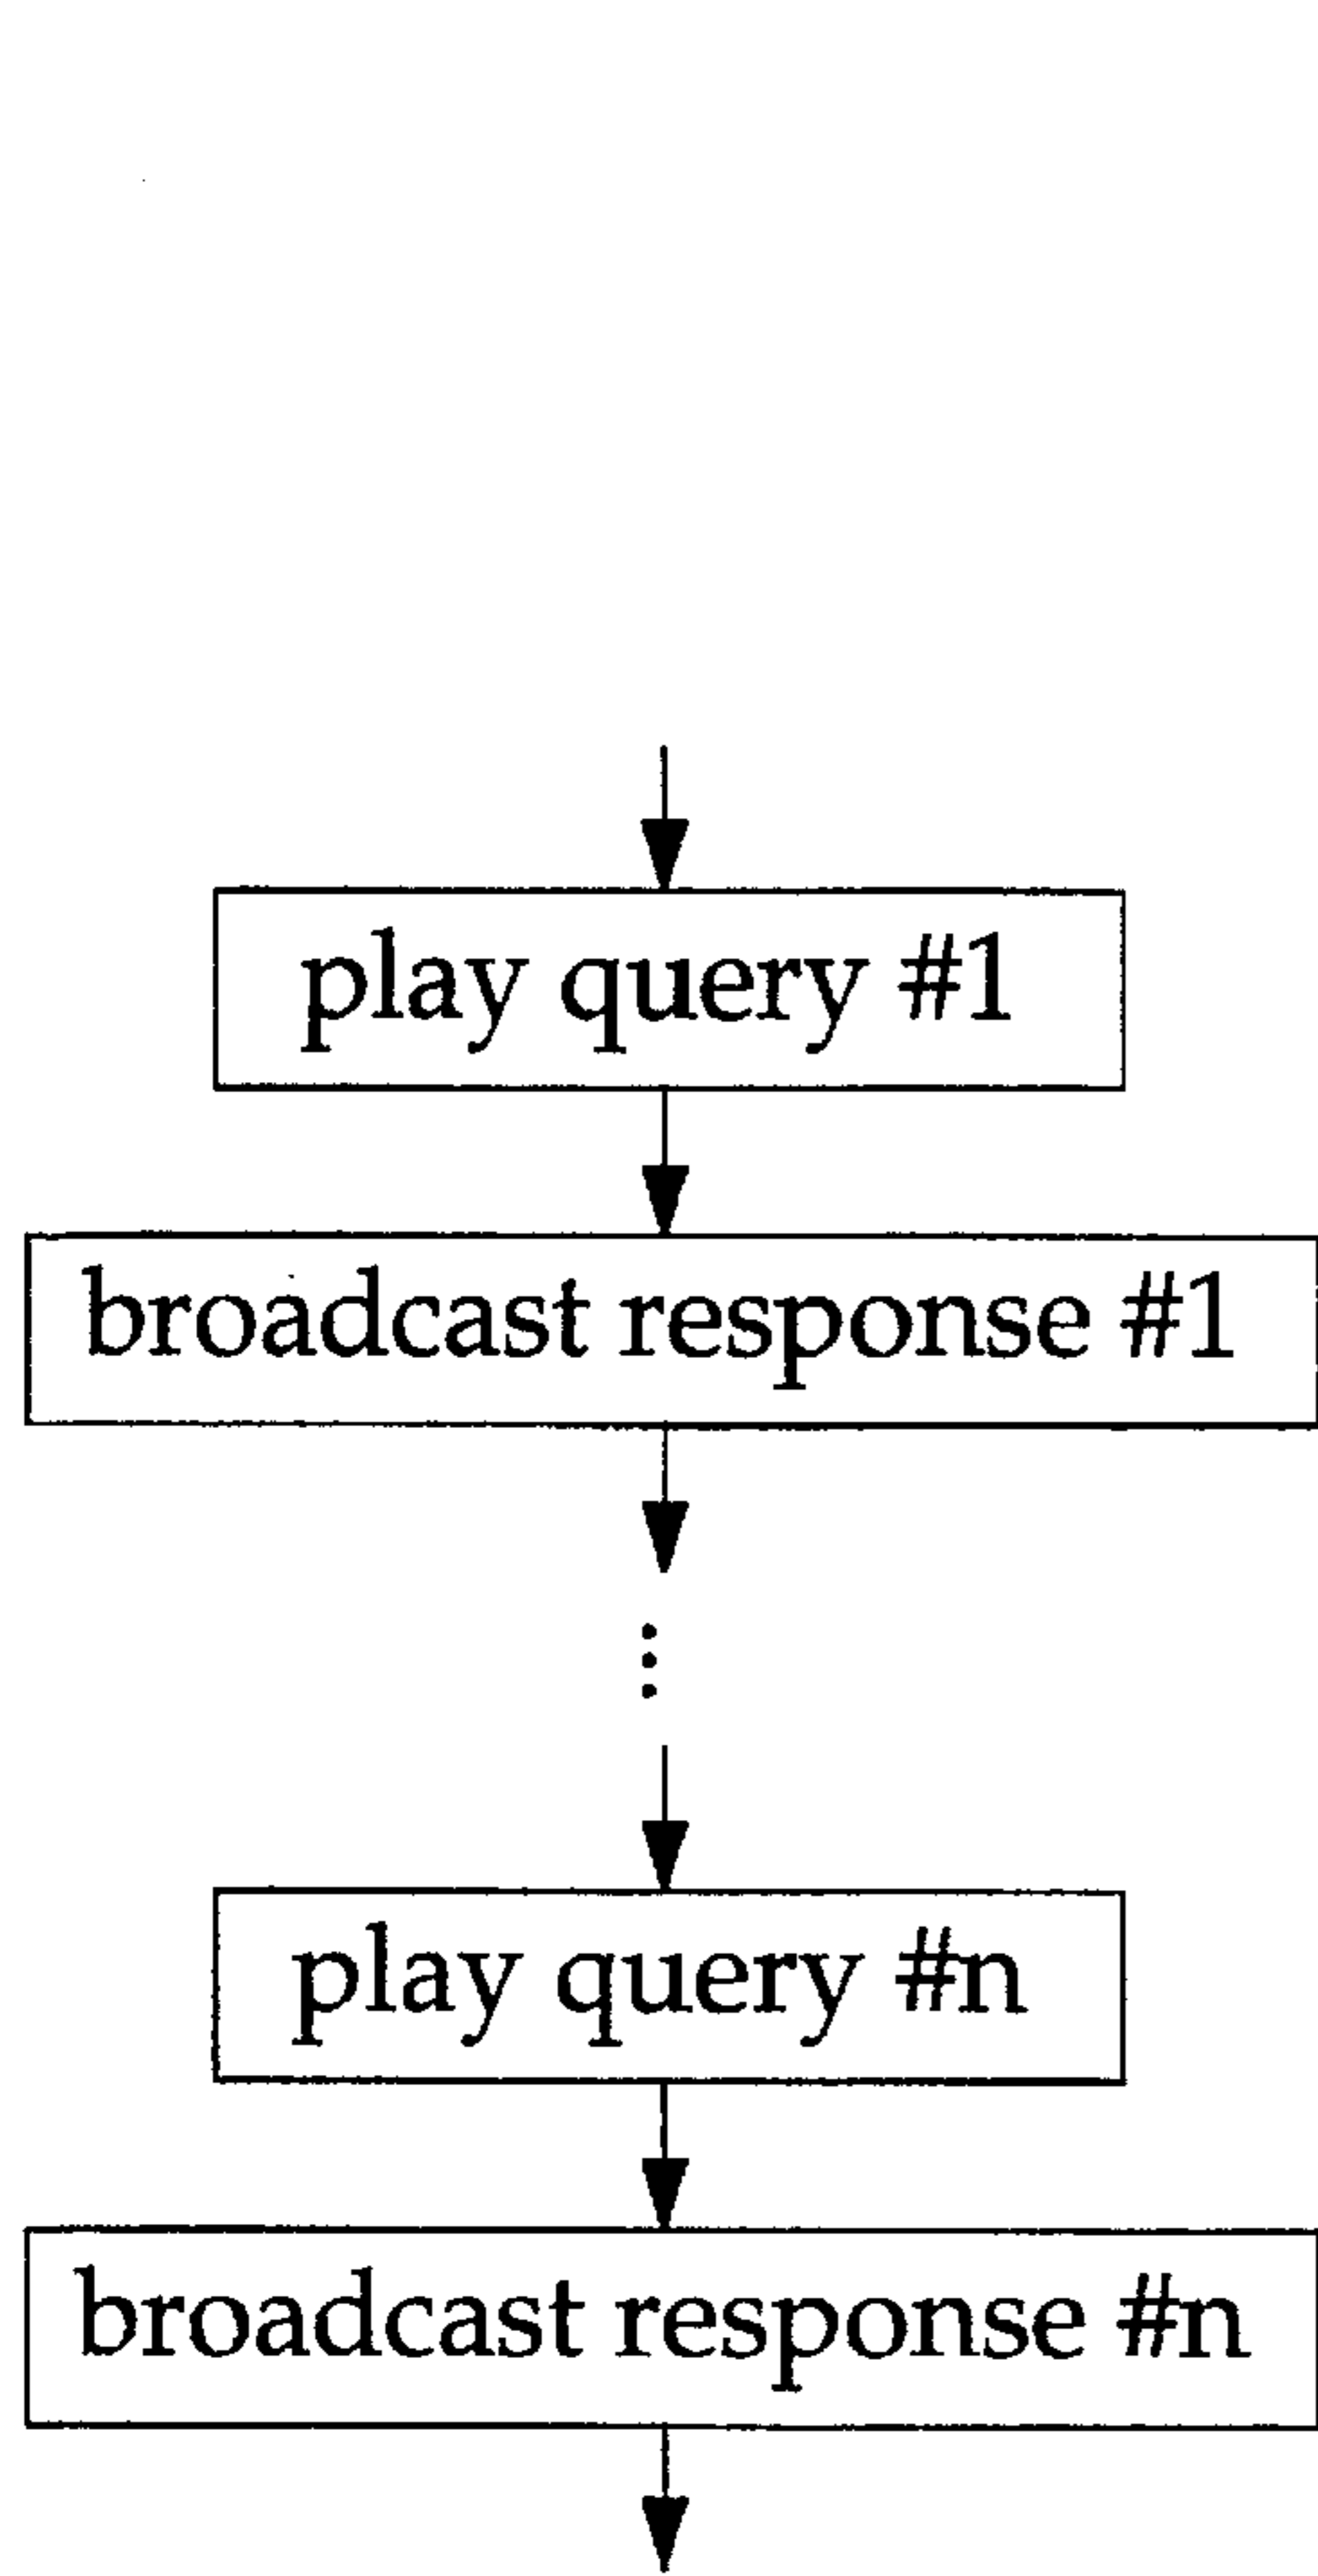 play query #1
broadcast response #1
play query #n
broadcast response #n